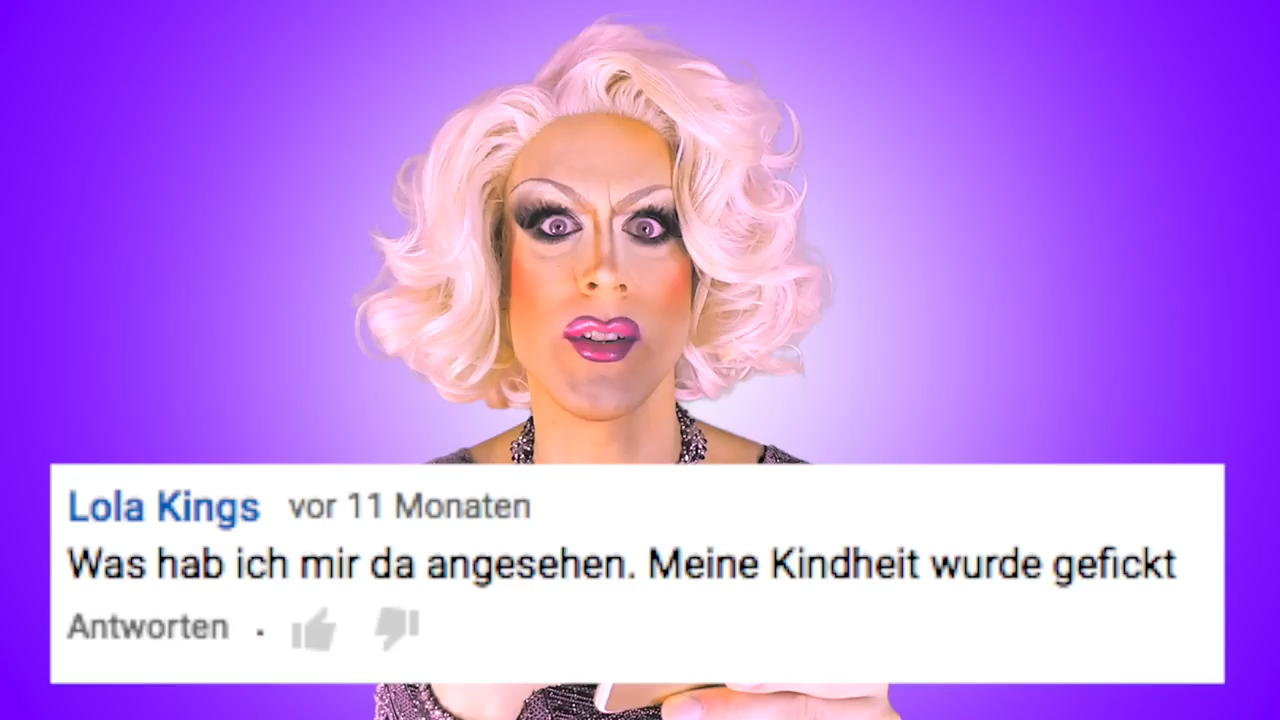 Lola Kings vor 11 Monaten
Was hab ich mir da angesehen. Meine Kindheit wurde gefickt
Antworten .